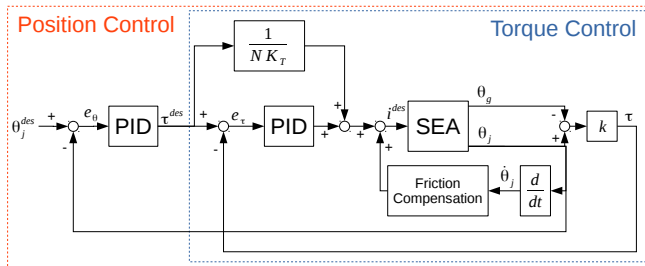 Position Control
Torque Control
1
N K_T
θ_j^des
+
-
e_θ
PID
τ^des
+
-
e_τ
PID
+
+
+
+
i^des
SEA
θ_g
θ_j
-
+
k
τ
Friction
Compensation
θ̇_j
d
dt